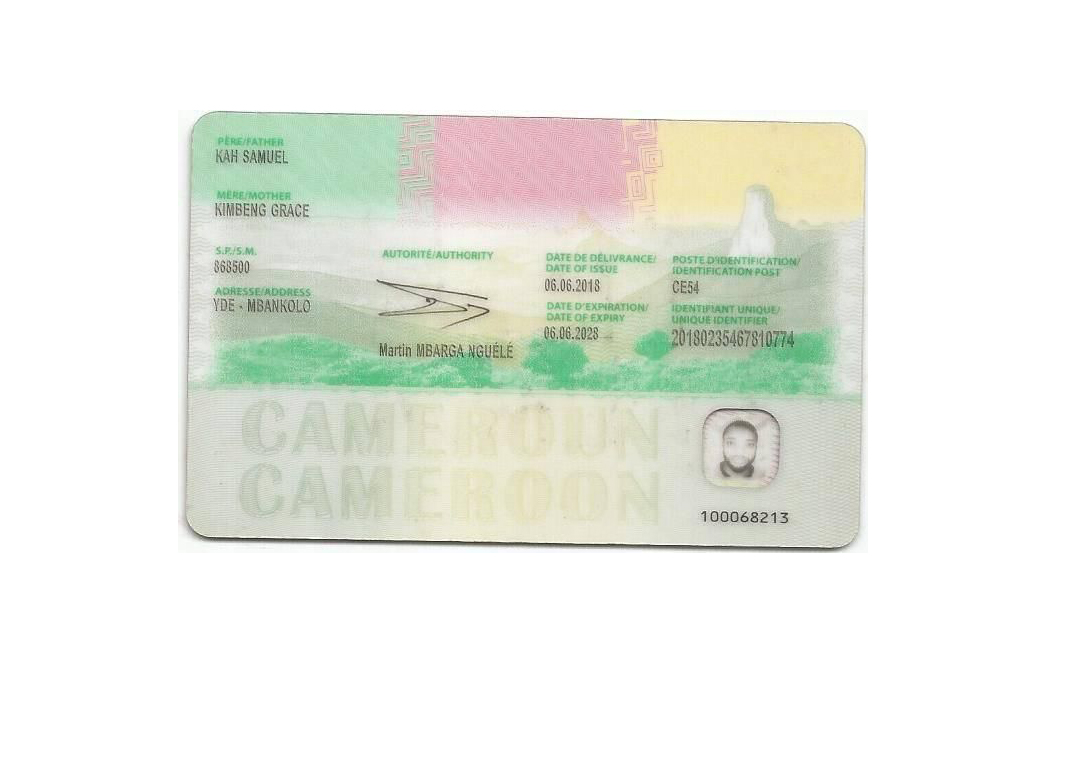 PÈRE/FATHER
KAH SAMUEL
MÈRE/MOTHER
KIMBENG GRACE
S.P./S.M.
868500
ADRESSE/ADDRESS
YDE - MBANKOLO
AUTORITÉ/AUTHORITY
Martin MBARGA NGUÉLÉ
DATE DE DÉLIVRANCE/
DATE OF ISSUE
06.06.2018
DATE D'EXPIRATION/
DATE OF EXPIRY
06.06.2028
POSTE D'IDENTIFICATION/
IDENTIFICATION POST
CE54
IDENTIFIANT UNIQUE/
UNIQUE IDENTIFIER
20180235467810774
CAMEROUN
CAMEROON
100068213